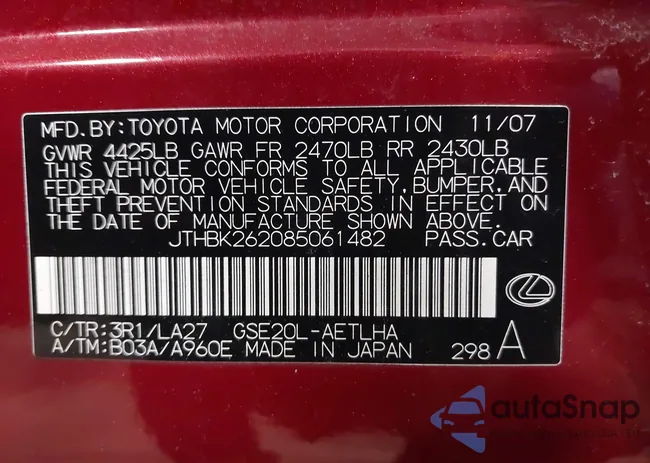 MFD.BY:TOYOTA MOTOR CORPORATION 11/07
GVWR 4425LB GAWR FR 2470LB RR 2430LB
THIS VEHICLE CONFORMS TO ALL APPLICABLE
FEDERAL MOTOR VEHICLE SAFETY,BUMPER,AND
THEFT PREVENTION STANDARDS IN EFFECT ON
THE DATE OF MANUFACTURE SHOWN ABOVE.
JTHBK262085061482 PASS.CAR
C/TR:3R1/LA27 GSE20L-AETLHA
A/TM:B03A/A960E MADE IN JAPAN 298 A
autoSnap